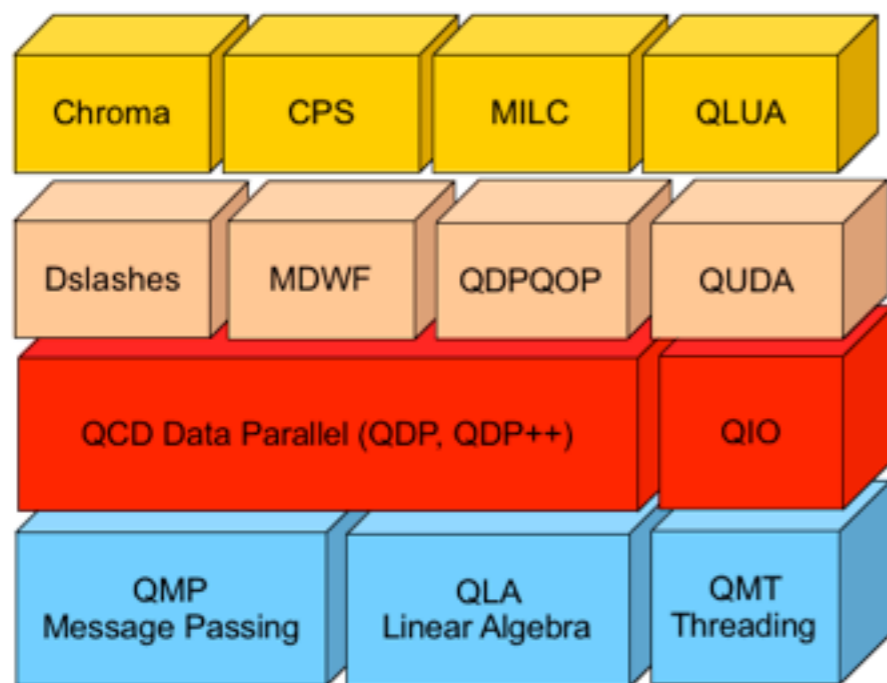 Chroma
CPS
MILC
QLUA
Dslashes
MDWF
QDPQOP
QUDA
QCD Data Parallel (QDP, QDP++)
QIO
QMP
Message Passing
QLA
Linear Algebra
QMT
Threading